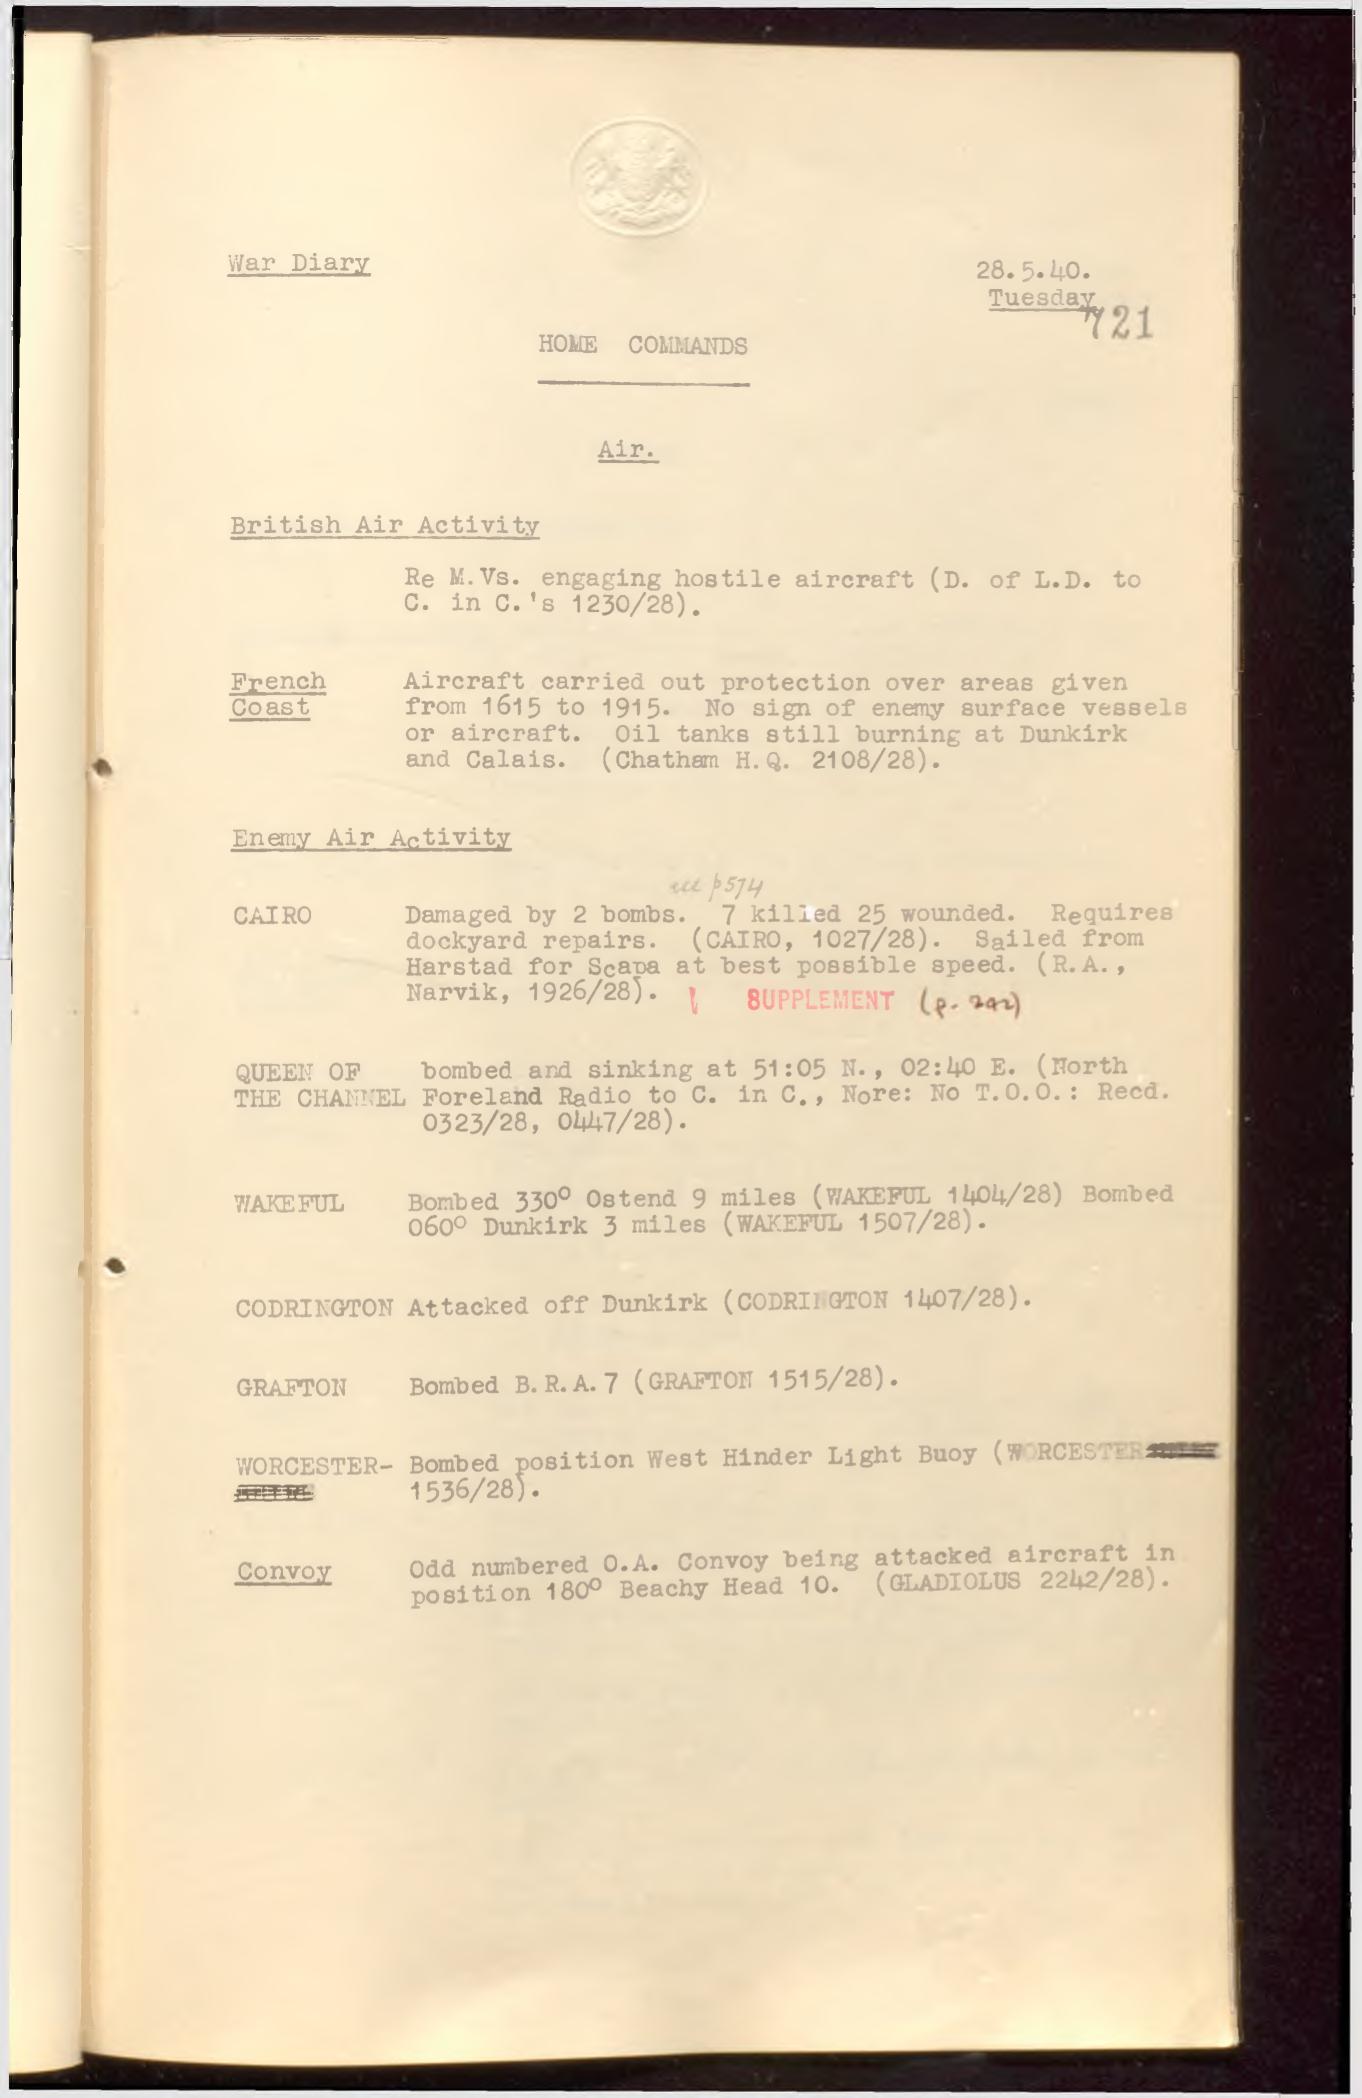 War Diary
28.5.40.
Tuesday
721
HOME COMMANDS
Air.
British Air Activity
Re M.Vs. engaging hostile aircraft (D. of L.D. to
C. in C.'s 1230/28).
French Aircraft carried out protection over areas given
Coast from 1615 to 1915. No sign of enemy surface vessels
or aircraft. Oil tanks still burning at Dunkirk
and Calais. (Chatham H.Q. 2108/28).
Enemy Air Activity
p574
CAIRO Damaged by 2 bombs. 7 killed 25 wounded. Requires
dockyard repairs. (CAIRO, 1027/28). Sailed from
Harstad for Scapa at best possible speed. (R.A.,
Narvik, 1926/28). SUPPLEMENT (p. 292)
QUEEN OF bombed and sinking at 51:05 N., 02:40 E. (North
THE CHANNEL Foreland Radio to C. in C., Nore: No T.O.O.: Recd.
0323/28, 0447/28).
WAKEFUL Bombed 330° Ostend 9 miles (WAKEFUL 1404/28) Bombed
060° Dunkirk 3 miles (WAKEFUL 1507/28).
CODRINGTON Attacked off Dunkirk (CODRINGTON 1407/28).
GRAFTON Bombed B.R.A.7 (GRAFTON 1515/28).
WORCESTER- Bombed position West Hinder Light Buoy (WORCESTER
1536/28).
Convoy Odd numbered O.A. Convoy being attacked aircraft in
position 180° Beachy Head 10. (GLADIOLUS 2242/28).